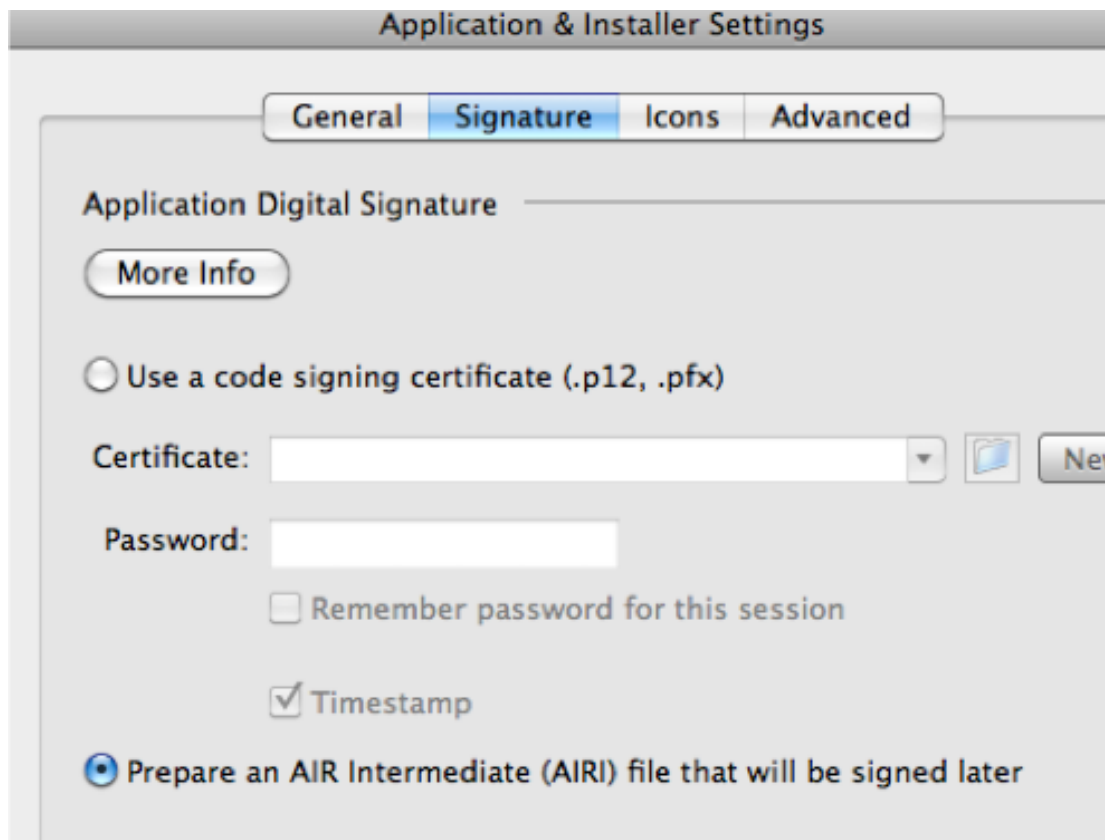 Application & Installer Settings
General Signature Icons Advanced
Application Digital Signature
More Info
Use a code signing certificate (.p12, .pfx)
Certificate:
Password:
Remember password for this session
Timestamp
Prepare an AIR Intermediate (AIRI) file that will be signed later